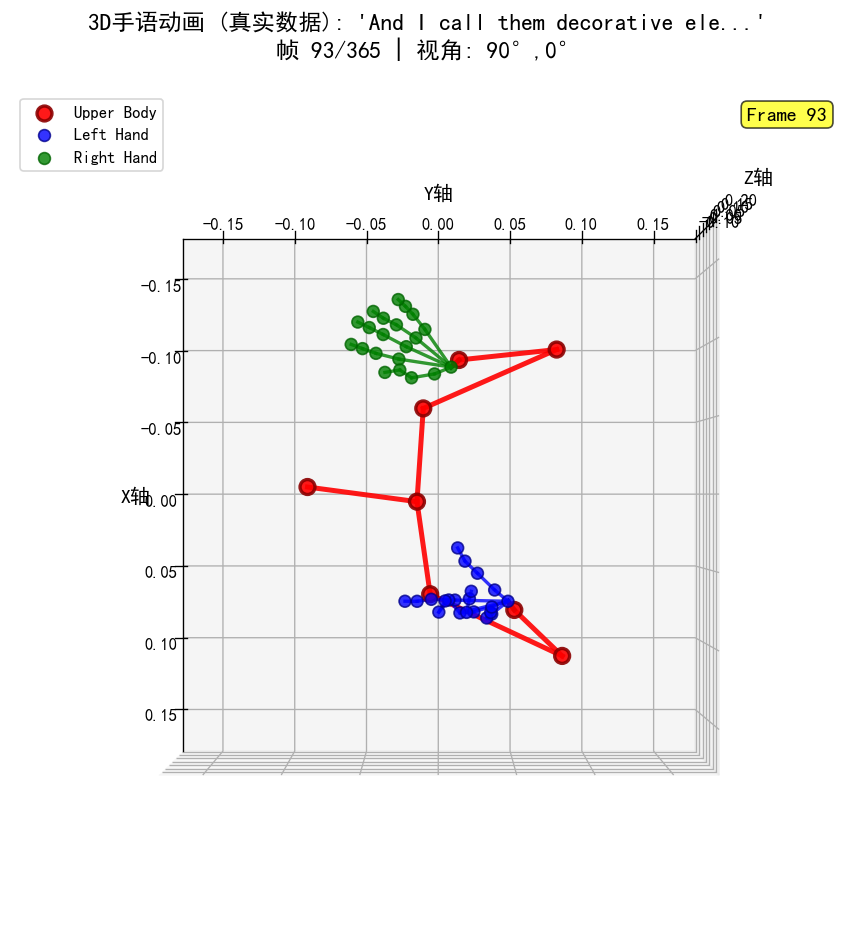 3D手语动画 (真实数据): 'And I call them decorative ele...'
帧 93/365 | 视角: 90°,0°
Upper Body
Left Hand
Right Hand
Frame 93
Z轴
Y轴
-0.15 -0.10 -0.05 0.00 0.05 0.10 0.15
-0.15
-0.10
-0.05
X轴
0.00
0.05
0.10
0.15